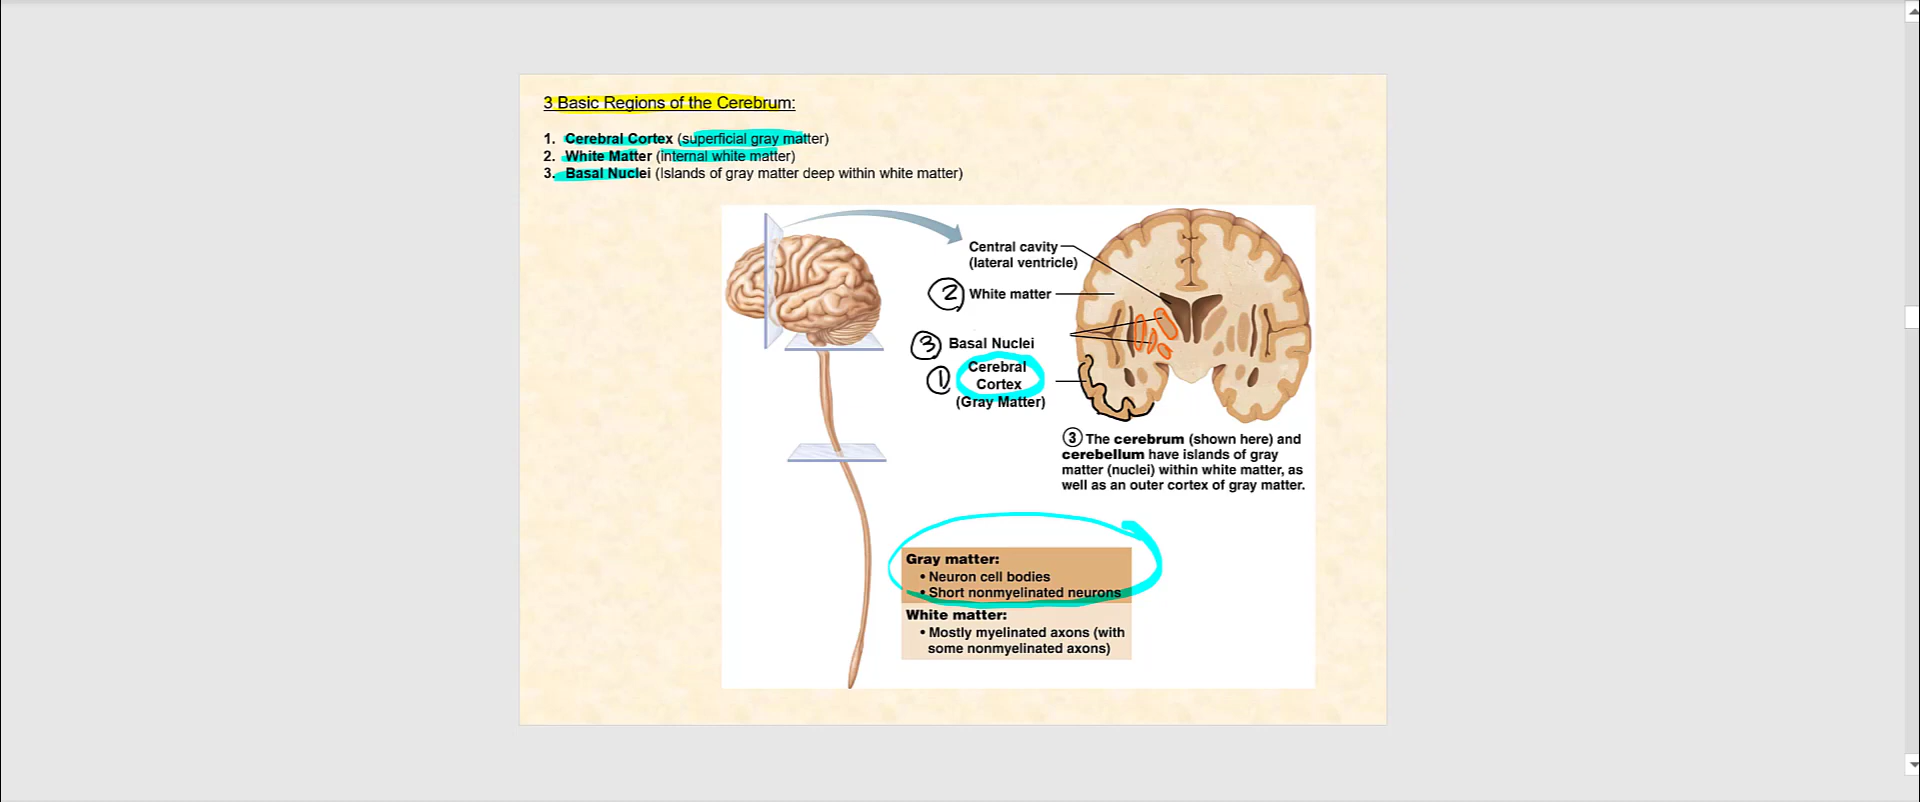 3 Basic Regions of the Cerebrum:
1. Cerebral Cortex (superficial gray matter)
2. White Matter (internal white matter)
3. Basal Nuclei (Islands of gray matter deep within white matter)
Central cavity
(lateral ventricle)
2 White matter
3 Basal Nuclei
1 Cerebral
Cortex
(Gray Matter)
3 The cerebrum (shown here) and
cerebellum have islands of gray
matter (nuclei) within white matter, as
well as an outer cortex of gray matter.
Gray matter:
• Neuron cell bodies
• Short nonmyelinated neurons
White matter:
• Mostly myelinated axons (with
some nonmyelinated axons)